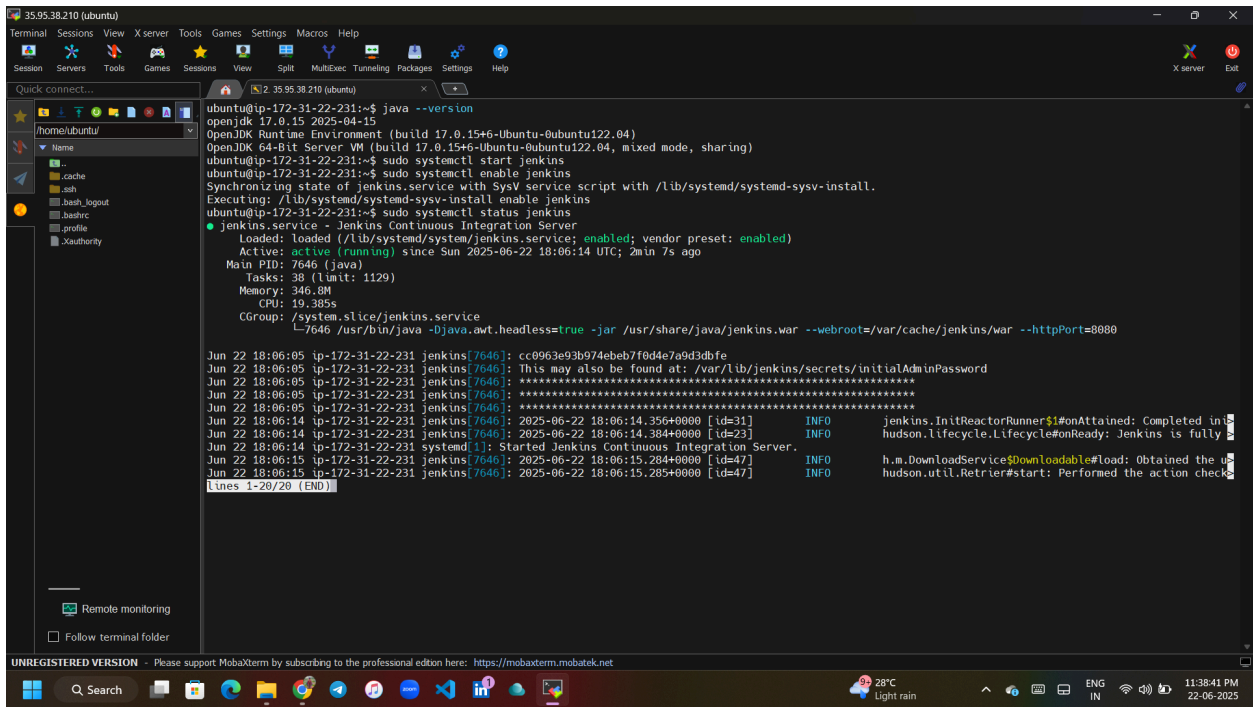 35.95.38.210 (ubuntu)
Terminal Sessions View X server Tools Games Settings Macros Help
Session Servers Tools Games Sessions View Split MultiExec Tunneling Packages Settings Help X server Exit
Quick connect...
2. 35.95.38.210 (ubuntu)
/home/ubuntu/
Name
..
.cache
.ssh
.bash_logout
.bashrc
.profile
.Xauthority
ubuntu@ip-172-31-22-231:~$ java --version
openjdk 17.0.15 2025-04-15
OpenJDK Runtime Environment (build 17.0.15+6-Ubuntu-0ubuntu122.04)
OpenJDK 64-Bit Server VM (build 17.0.15+6-Ubuntu-0ubuntu122.04, mixed mode, sharing)
ubuntu@ip-172-31-22-231:~$ sudo systemctl start jenkins
ubuntu@ip-172-31-22-231:~$ sudo systemctl enable jenkins
Synchronizing state of jenkins.service with SysV service script with /lib/systemd/systemd-sysv-install.
Executing: /lib/systemd/systemd-sysv-install enable jenkins
ubuntu@ip-172-31-22-231:~$ sudo systemctl status jenkins
● jenkins.service - Jenkins Continuous Integration Server
Loaded: loaded (/lib/systemd/system/jenkins.service; enabled; vendor preset: enabled)
Active: active (running) since Sun 2025-06-22 18:06:14 UTC; 2min 7s ago
Main PID: 7646 (java)
Tasks: 38 (limit: 1129)
Memory: 346.8M
CPU: 19.385s
CGroup: /system.slice/jenkins.service
└─7646 /usr/bin/java -Djava.awt.headless=true -jar /usr/share/java/jenkins.war --webroot=/var/cache/jenkins/war --httpPort=8080
Jun 22 18:06:05 ip-172-31-22-231 jenkins[7646]: cc0963e93b974ebeb7f0d4e7a9d3dbfe
Jun 22 18:06:05 ip-172-31-22-231 jenkins[7646]: This may also be found at: /var/lib/jenkins/secrets/initialAdminPassword
Jun 22 18:06:05 ip-172-31-22-231 jenkins[7646]: *************************************************************
Jun 22 18:06:05 ip-172-31-22-231 jenkins[7646]: *************************************************************
Jun 22 18:06:05 ip-172-31-22-231 jenkins[7646]: *************************************************************
Jun 22 18:06:14 ip-172-31-22-231 jenkins[7646]: 2025-06-22 18:06:14.356+0000 [id=31] INFO jenkins.InitReactorRunner$1#onAttained: Completed ini>
Jun 22 18:06:14 ip-172-31-22-231 jenkins[7646]: 2025-06-22 18:06:14.384+0000 [id=23] INFO hudson.lifecycle.Lifecycle#onReady: Jenkins is fully >
Jun 22 18:06:14 ip-172-31-22-231 systemd[1]: Started Jenkins Continuous Integration Server.
Jun 22 18:06:15 ip-172-31-22-231 jenkins[7646]: 2025-06-22 18:06:15.284+0000 [id=47] INFO h.m.DownloadService$Downloadable#load: Obtained the u>
Jun 22 18:06:15 ip-172-31-22-231 jenkins[7646]: 2025-06-22 18:06:15.285+0000 [id=47] INFO hudson.util.Retrier#start: Performed the action check>
lines 1-20/20 (END)
Remote monitoring
Follow terminal folder
UNREGISTERED VERSION - Please support MobaXterm by subscribing to the professional edition here: https://mobaxterm.mobatek.net
Search
zoom
in 1
9+
28°C
Light rain
ENG
IN
11:38:41 PM
22-06-2025